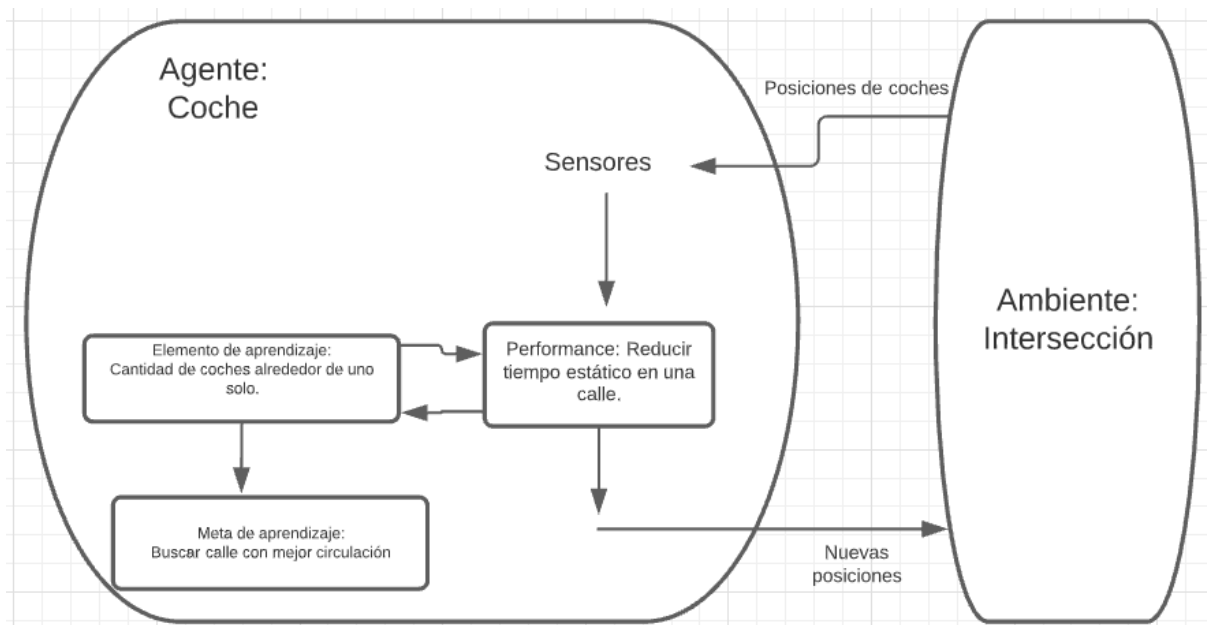 Agente:
Coche
Posiciones de coches
Sensores
Ambiente:
Intersección
Elemento de aprendizaje:
Cantidad de coches alrededor de uno
solo.
Performance: Reducir
tiempo estático en una
calle.
Meta de aprendizaje:
Buscar calle con mejor circulación
Nuevas
posiciones